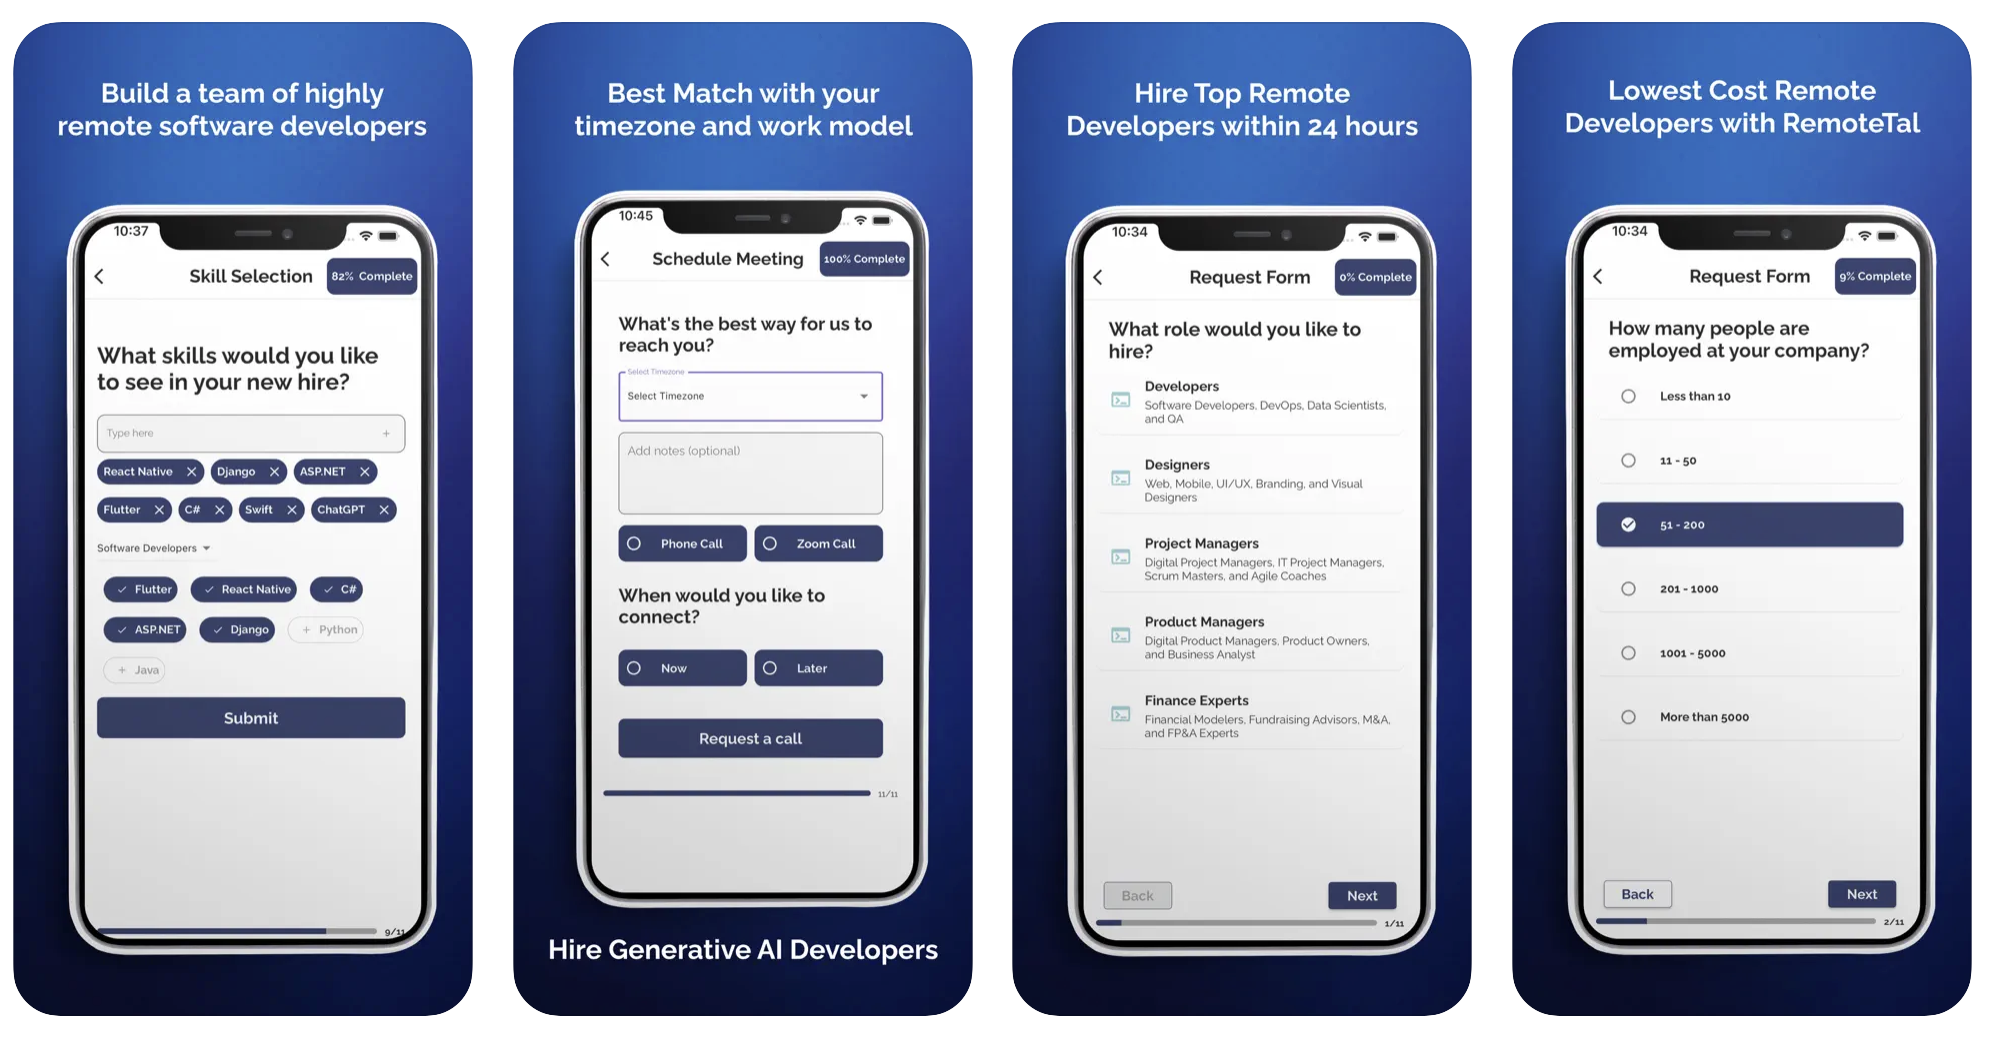 Build a team of highly
remote software developers
10:37
Skill Selection
82% Complete
What skills would you like
to see in your new hire?
Type here +
React Native
Django
ASP.NET
Flutter
C#
Swift
ChatGPT
Software Developers
Flutter
React Native
C#
ASP.NET
Django
+ Python
+ Java
Submit
9/11
Best Match with your
timezone and work model
10:45
Schedule Meeting
100% Complete
What's the best way for us to
reach you?
Select Timezone
Select Timezone
Add notes (optional)
Phone Call
Zoom Call
When would you like to
connect?
Now
Later
Request a call
11/11
Hire Generative AI Developers
Hire Top Remote
Developers within 24 hours
10:34
Request Form
0% Complete
What role would you like to
hire?
Developers
Software Developers, DevOps, Data Scientists,
and QA
Designers
Web, Mobile, UI/UX, Branding, and Visual
Designers
Project Managers
Digital Project Managers, IT Project Managers,
Scrum Masters, and Agile Coaches
Product Managers
Digital Product Managers, Product Owners,
and Business Analyst
Finance Experts
Financial Modelers, Fundraising Advisors, M&A,
and FP&A Experts
Back
Next
1/11
Lowest Cost Remote
Developers with RemoteTal
10:34
Request Form
9% Complete
How many people are
employed at your company?
Less than 10
11 - 50
51 - 200
201 - 1000
1001 - 5000
More than 5000
Back
Next
2/11